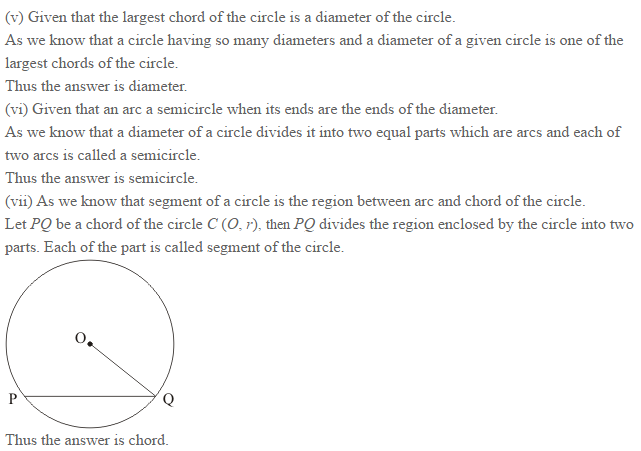 (v) Given that the largest chord of the circle is a diameter of the circle.
As we know that a circle having so many diameters and a diameter of a given circle is one of the
largest chords of the circle.
Thus the answer is diameter.
(vi) Given that an arc a semicircle when its ends are the ends of the diameter.
As we know that a diameter of a circle divides it into two equal parts which are arcs and each of
two arcs is called a semicircle.
Thus the answer is semicircle.
(vii) As we know that segment of a circle is the region between arc and chord of the circle.
Let PQ be a chord of the circle C (O, r), then PQ divides the region enclosed by the circle into two
parts. Each of the part is called segment of the circle.
O
P Q
Thus the answer is chord.